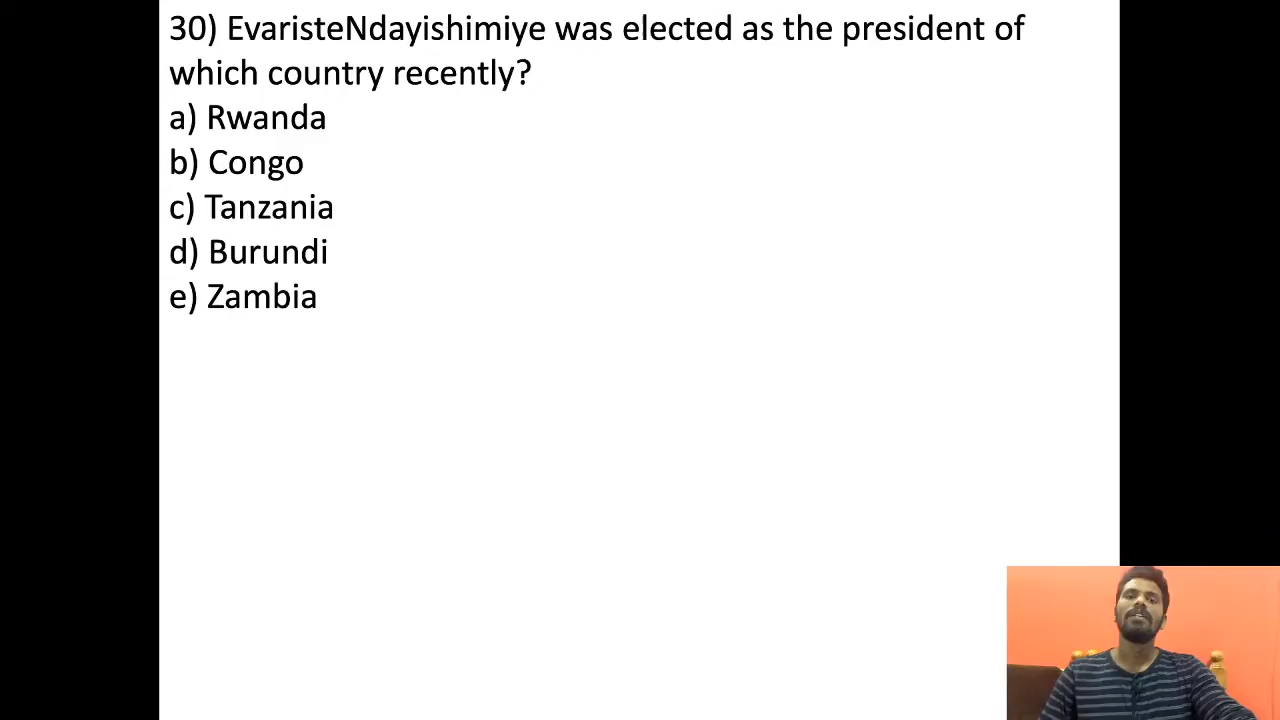 30) EvaristeNdayishimiye was elected as the president of
which country recently?
a) Rwanda
b) Congo
c) Tanzania
d) Burundi
e) Zambia